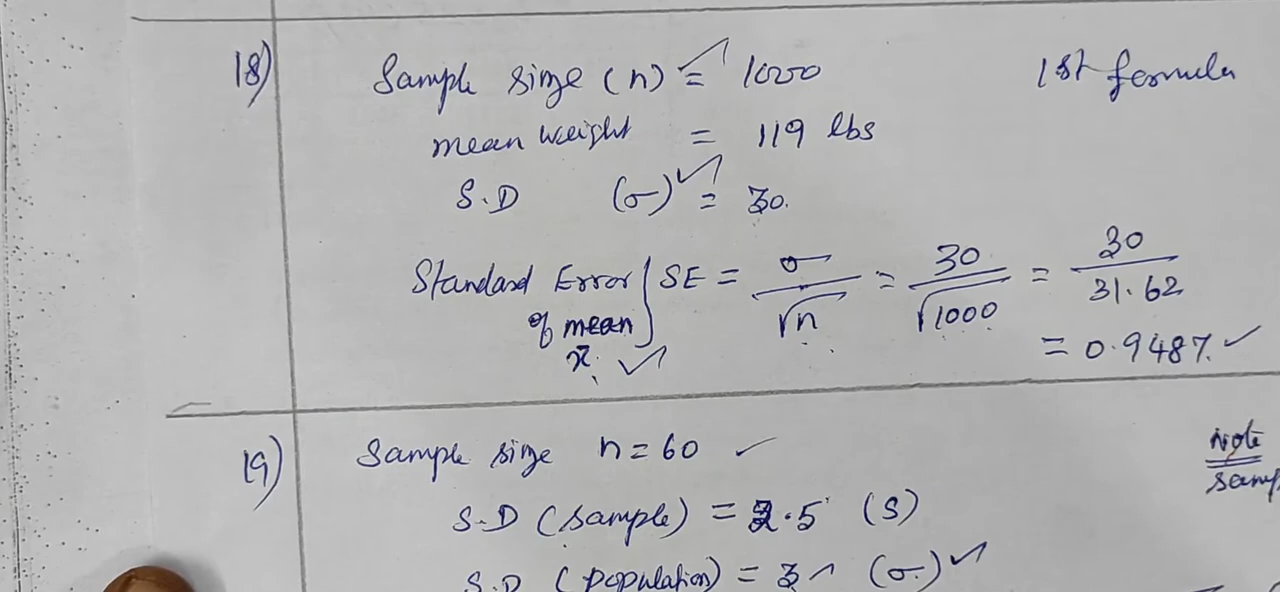 18) Sample size (n) = 1000 1st formula
mean weight = 119 lbs
S.D (σ) = 30.
Standard Error of mean x̄. SE = σ/√n = 30/√1000 = 30/31.62
= 0.9487.
19) Sample size n = 60 Note
S.D (sample) = 2.5 (S)
S.D (population) = 3 (σ.)